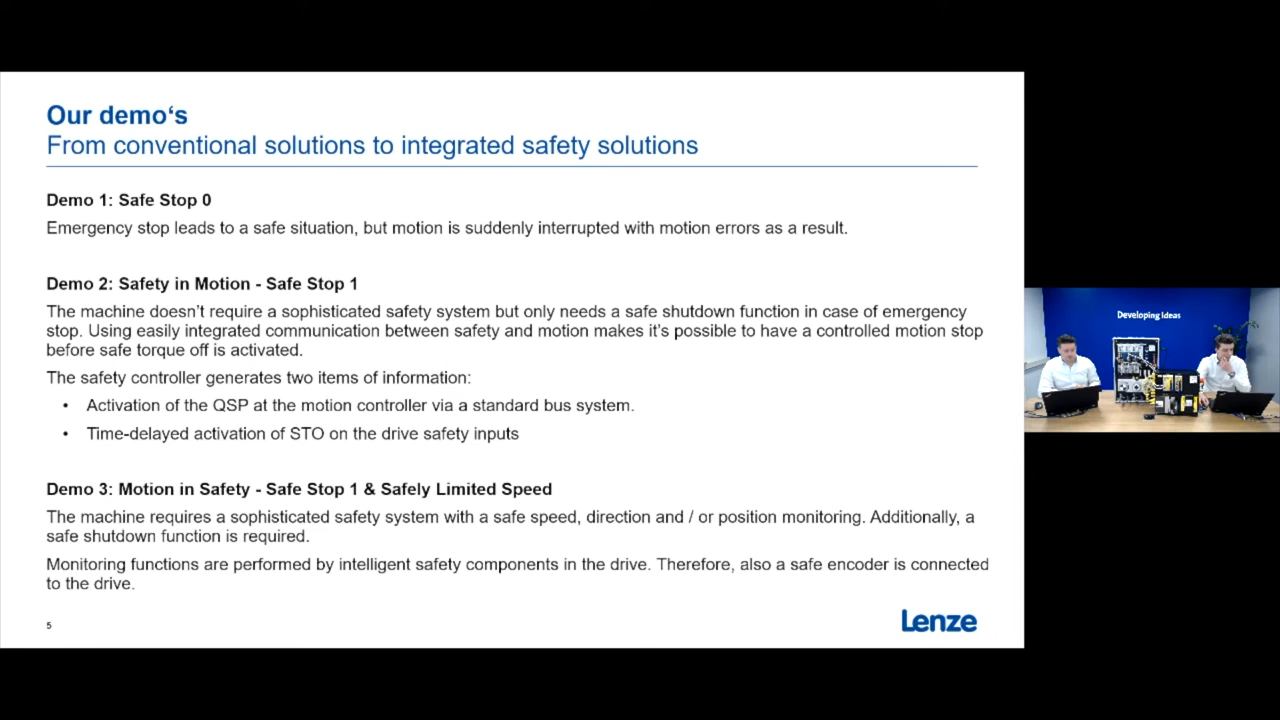 Our demo‘s
From conventional solutions to integrated safety solutions
Demo 1: Safe Stop 0
Emergency stop leads to a safe situation, but motion is suddenly interrupted with motion errors as a result.
Demo 2: Safety in Motion - Safe Stop 1
The machine doesn’t require a sophisticated safety system but only needs a safe shutdown function in case of emergency
stop. Using easily integrated communication between safety and motion makes it’s possible to have a controlled motion stop
before safe torque off is activated.
The safety controller generates two items of information:
• Activation of the QSP at the motion controller via a standard bus system.
• Time-delayed activation of STO on the drive safety inputs
Demo 3: Motion in Safety - Safe Stop 1 & Safely Limited Speed
The machine requires a sophisticated safety system with a safe speed, direction and / or position monitoring. Additionally, a
safe shutdown function is required.
Monitoring functions are performed by intelligent safety components in the drive. Therefore, also a safe encoder is connected
to the drive.
5
Lenze
Developing Ideas